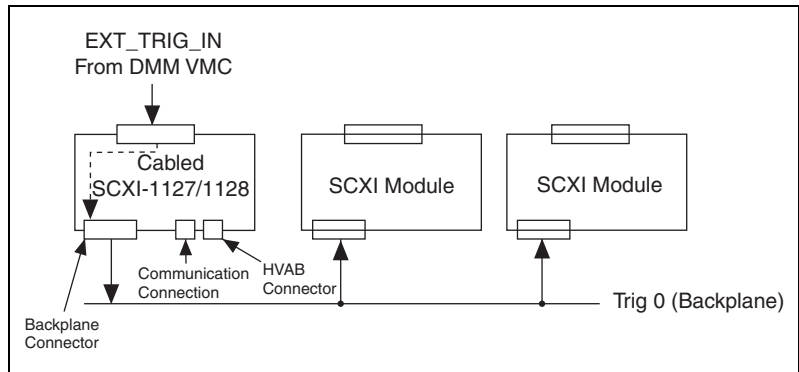 EXT_TRIG_IN
From DMM VMC
Cabled
SCXI-1127/1128
SCXI Module
SCXI Module
Communication
Connection
HVAB
Connector
Trig 0 (Backplane)
Backplane
Connector